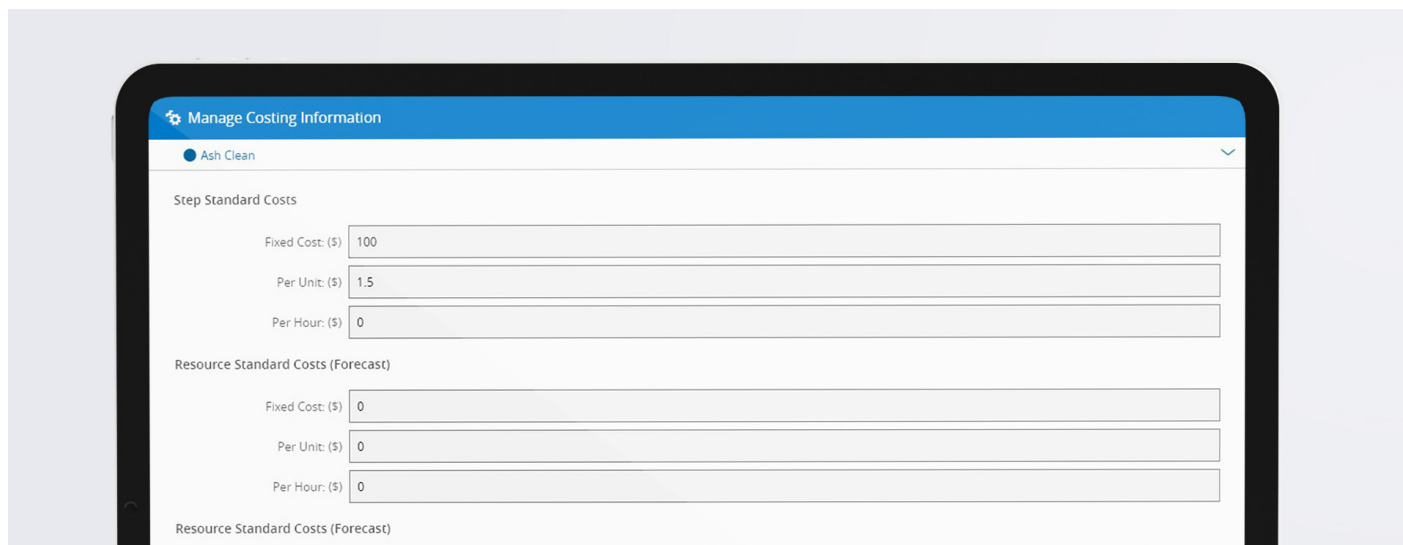 Manage Costing Information
Ash Clean
Step Standard Costs
Fixed Cost: ($) 100
Per Unit: ($) 1.5
Per Hour: ($) 0
Resource Standard Costs (Forecast)
Fixed Cost: ($) 0
Per Unit: ($) 0
Per Hour: ($) 0
Resource Standard Costs (Forecast)